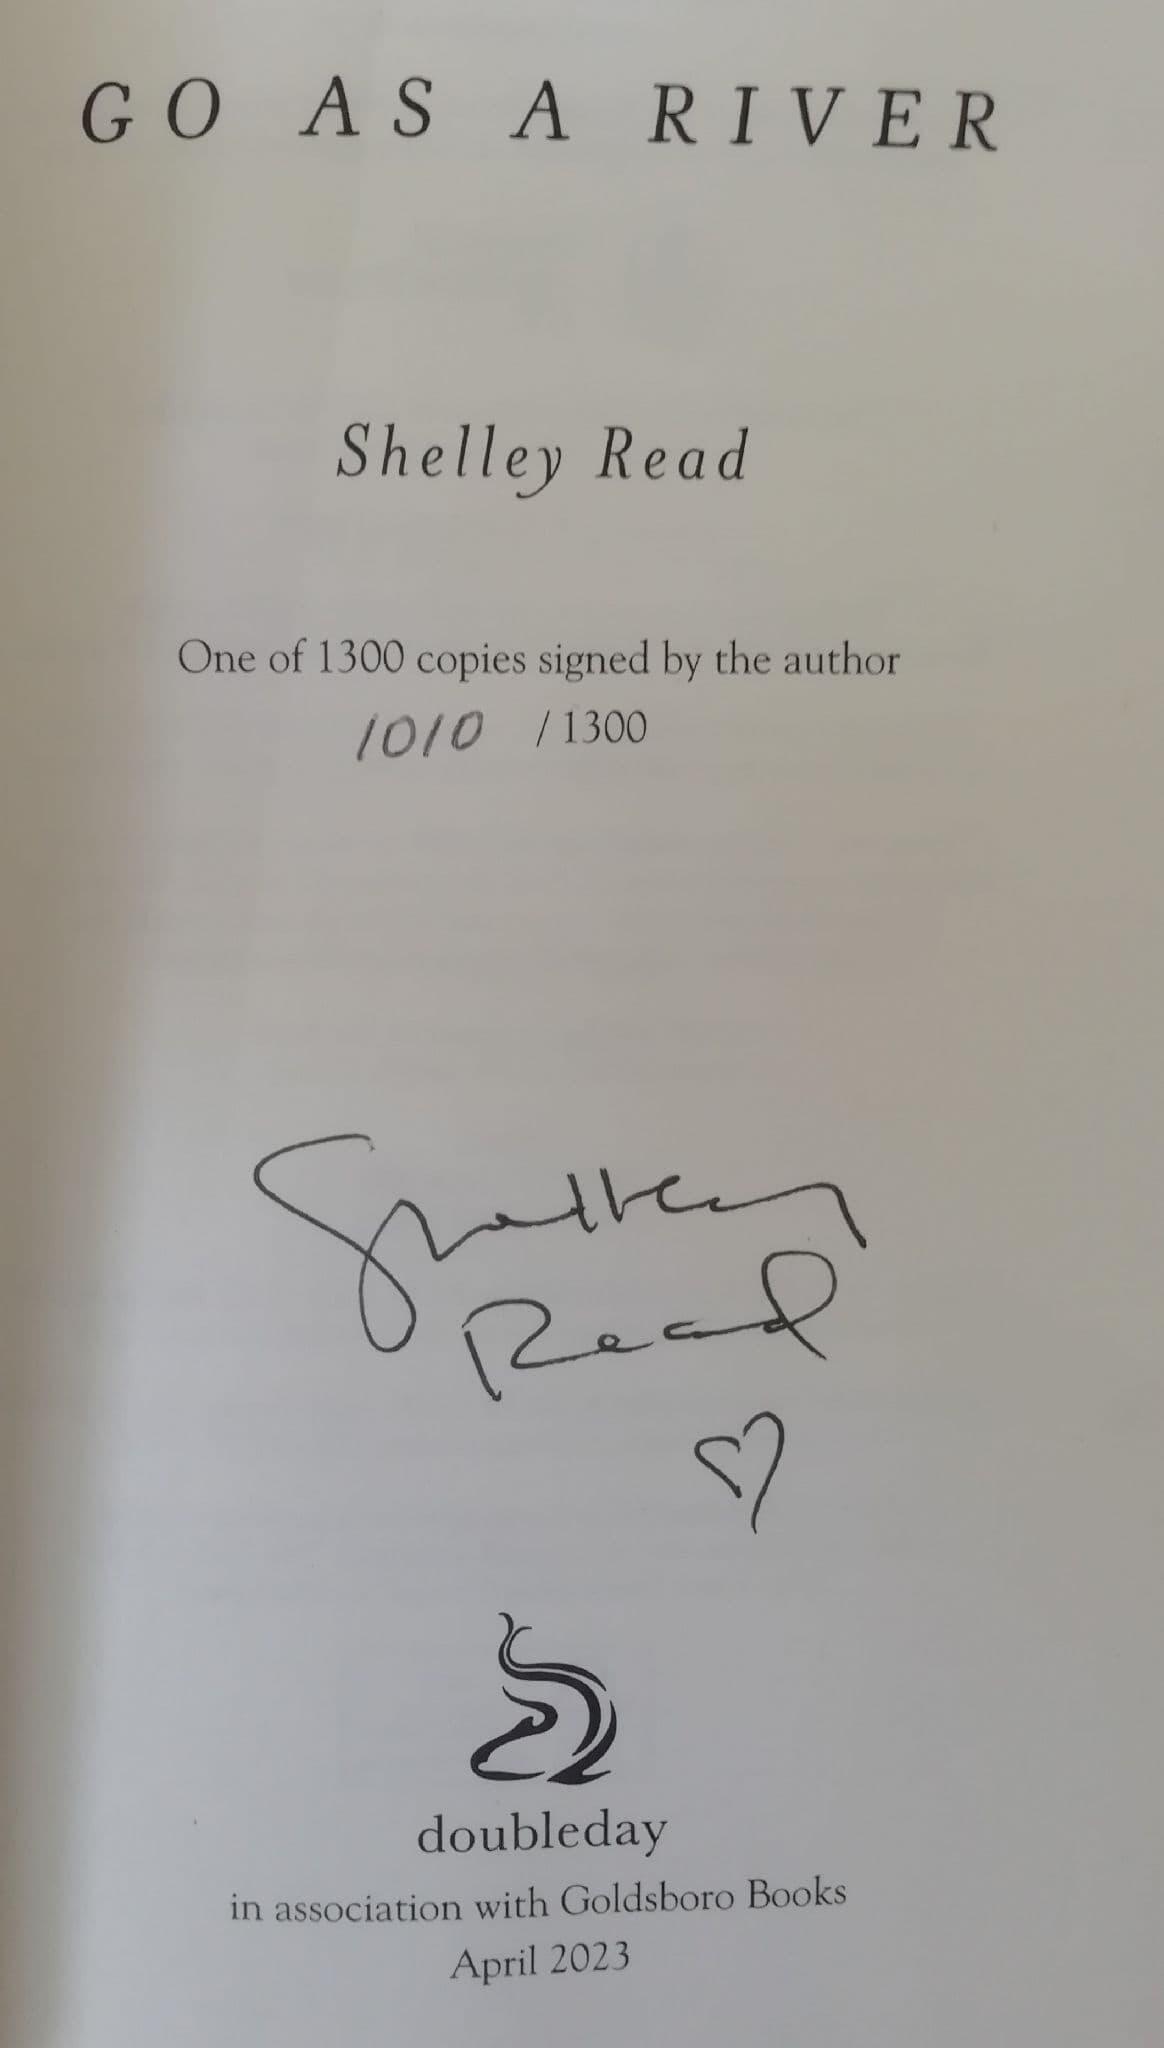 GO AS A RIVER
Shelley Read
One of 1300 copies signed by the author
1010 / 1300
Shelley
Read
doubleday
in association with Goldsboro Books
April 2023